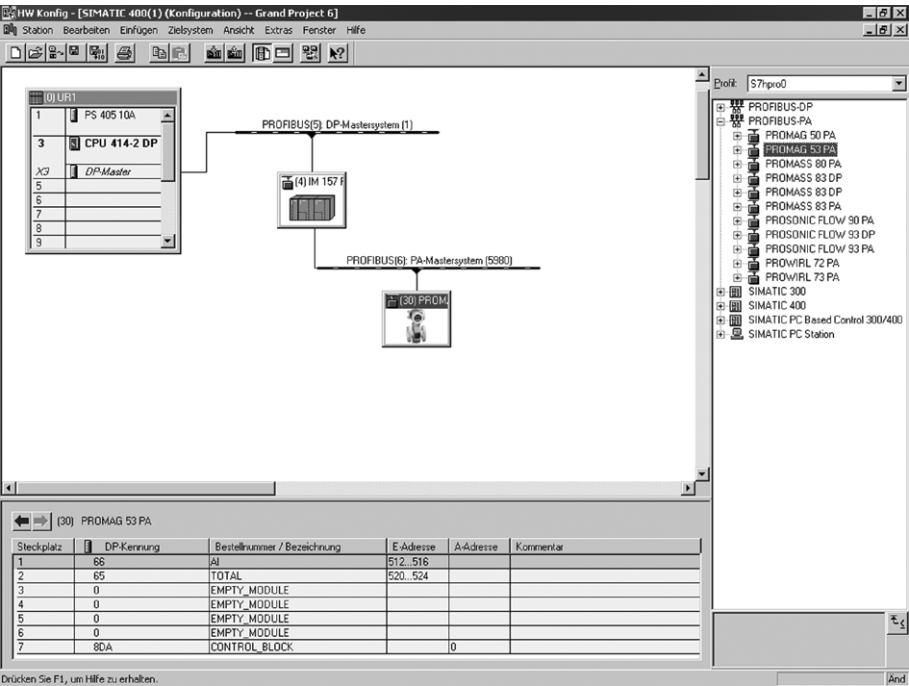 HW Konfig - [SIMATIC 400(1) (Konfiguration) -- Grand Project 6]
Station Bearbeiten Einfügen Zielsystem Ansicht Extras Fenster Hilfe
(0) UR1
1 PS 405 10A
3 CPU 414-2 DP
X3 DP-Master
5
6
7
8
9
PROFIBUS(5): DP-Mastersystem (1)
(4) IM 157
PROFIBUS(6): PA-Mastersystem (5980)
(30) PROM
Profil: S7hpro0
PROFIBUS-DP
PROFIBUS-PA
PROMAG 50 PA
PROMAG 53 PA
PROMASS 80 PA
PROMASS 83 DP
PROMASS 83 DP
PROMASS 83 PA
PROSONIC FLOW 90 PA
PROSONIC FLOW 93 DP
PROSONIC FLOW 93 PA
PROWIRL 72 PA
PROWIRL 73 PA
SIMATIC 300
SIMATIC 400
SIMATIC PC Based Control 300/400
SIMATIC PC Station
(30) PROMAG 53 PA
Steckplatz DP-Kennung Bestellnummer / Bezeichnung E-Adresse A-Adresse Kommentar
1 66 AI 512...516
2 65 TOTAL 520...524
3 0 EMPTY_MODULE
4 0 EMPTY_MODULE
5 0 EMPTY_MODULE
6 0 EMPTY_MODULE
7 8DA CONTROL_BLOCK 0
Drücken Sie F1, um Hilfe zu erhalten.
Änd